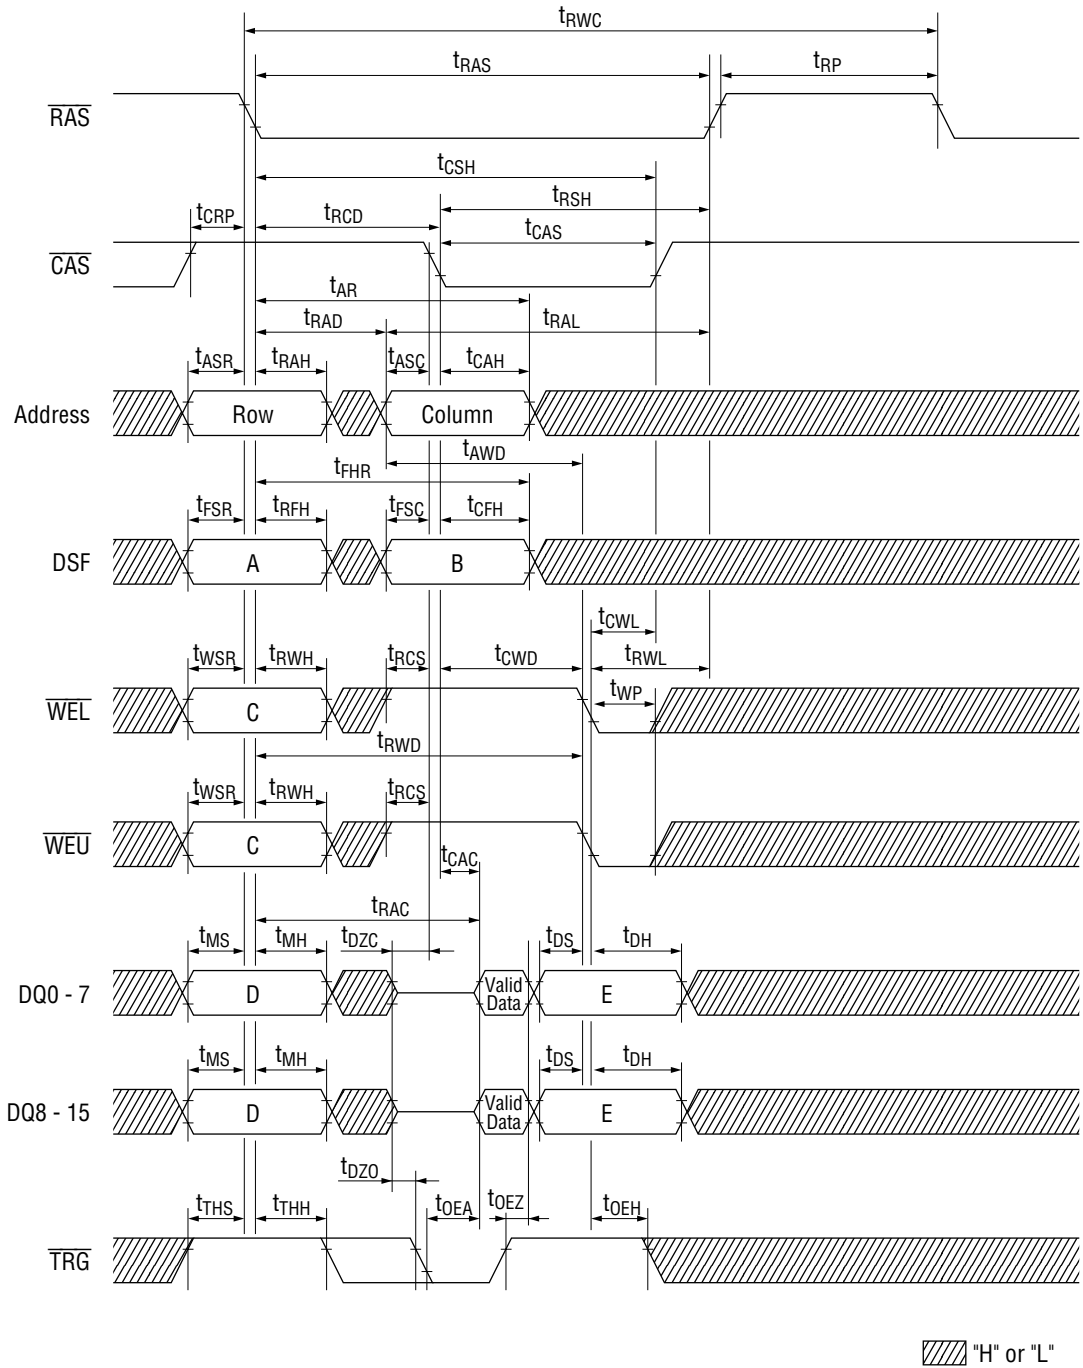 tRWC
tRAS tRP
RAS
tCSH
tRSH
tCRP tRCD tCAS
CAS
tAR
tRAD tRAL
tASR tRAH tASC tCAH
Address Row Column
tAWD
tFHR
tFSR tRFH tFSC tCFH
DSF A B
tCWL
tWSR tRWH tRCS tCWD tRWL
tWP
WEL C
tRWD
tWSR tRWH tRCS
WEU C
tCAC
tRAC
tMS tMH tDZC tDS tDH
DQ0 - 7 D Valid Data E
tMS tMH tDS tDH
DQ8 - 15 D Valid Data E
tDZO
tTHS tTHH tOEA tOEZ tOEH
TRG
"H" or "L"